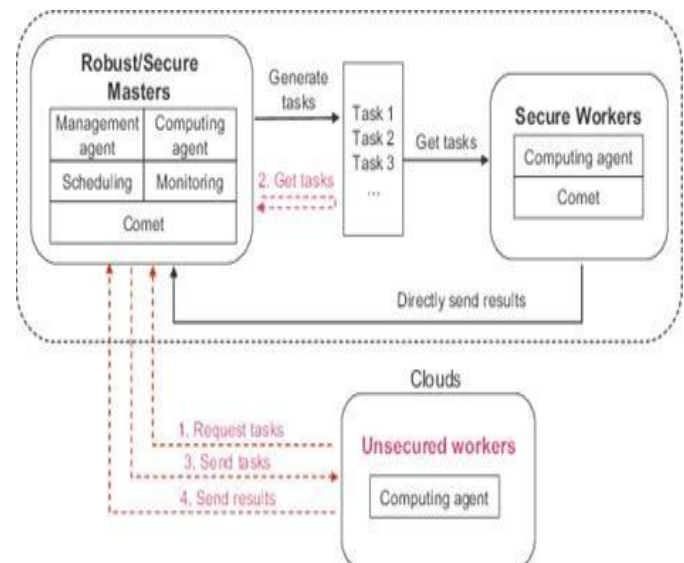 Robust/Secure
Masters
Management
agent
Computing
agent
Scheduling
Monitoring
Comet
Generate
tasks
2. Get tasks
Task 1
Task 2
Task 3
...
Get tasks
Secure Workers
Computing agent
Comet
Directly send results
Clouds
1. Request tasks
3. Send tasks
4. Send results
Unsecured workers
Computing agent